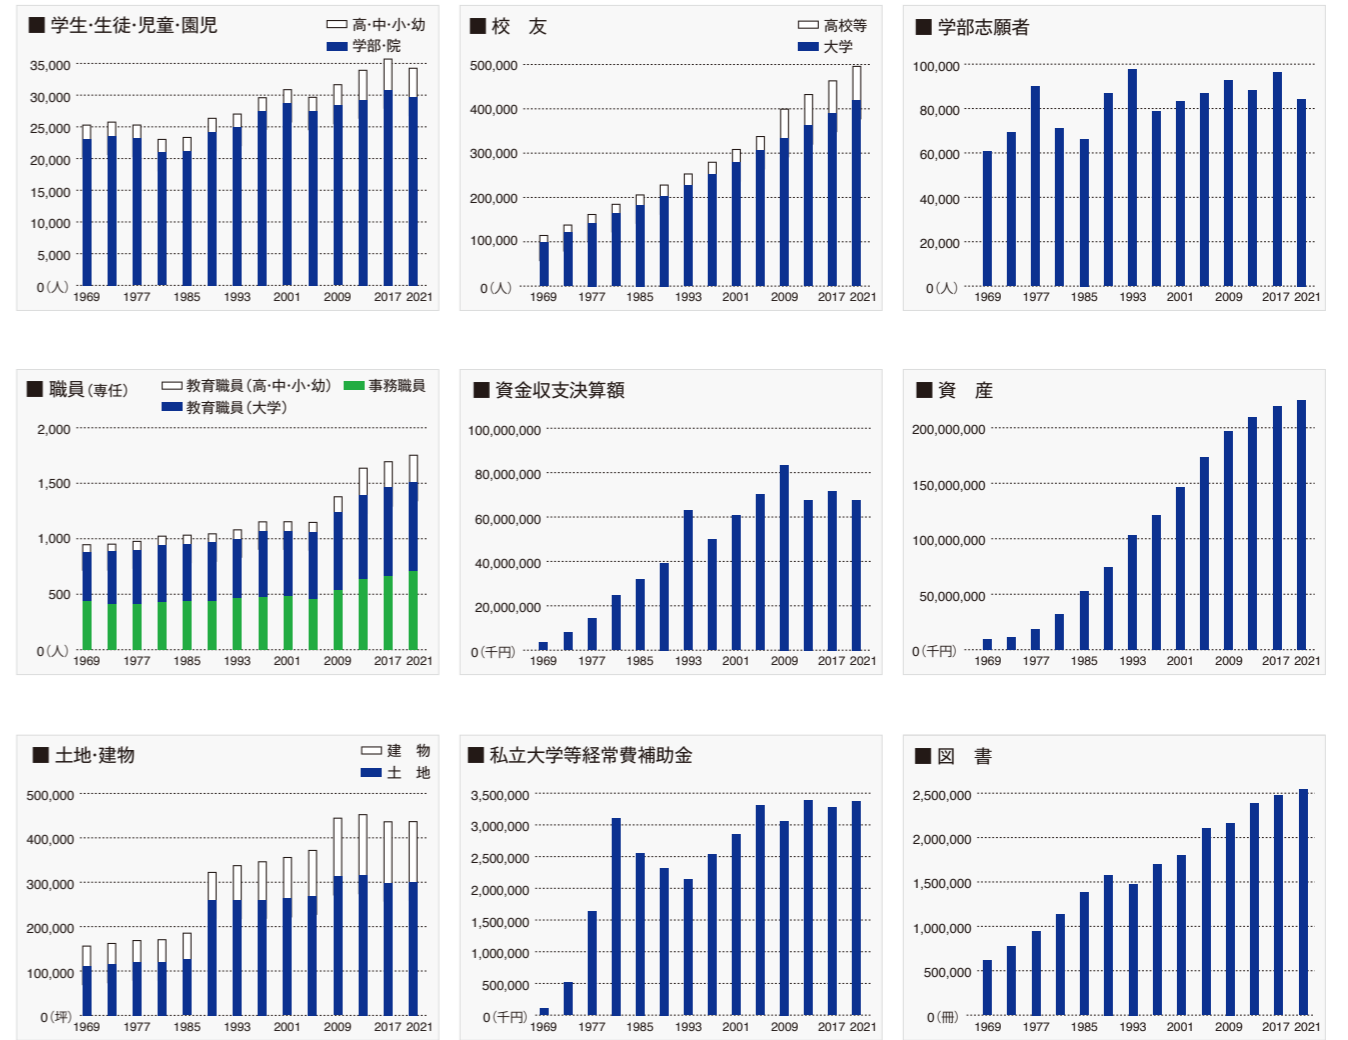 ■ 学生・生徒・児童・園児
高・中・小・幼
学部・院
35,000
30,000
25,000
20,000
15,000
10,000
5,000
0（人）
1969 1977 1985 1993 2001 2009 2017 2021
■ 校　友
高校等
大学
500,000
400,000
300,000
200,000
100,000
0（人）
1969 1977 1985 1993 2001 2009 2017 2021
■ 学部志願者
100,000
80,000
60,000
40,000
20,000
0（人）
1969 1977 1985 1993 2001 2009 2017 2021
■ 職員（専任）
教育職員（高・中・小・幼） 事務職員
教育職員（大学）
2,000
1,500
1,000
500
0（人）
1969 1977 1985 1993 2001 2009 2017 2021
■ 資金収支決算額
100,000,000
80,000,000
60,000,000
40,000,000
20,000,000
0（千円）
1969 1977 1985 1993 2001 2009 2017 2021
■ 資　産
200,000,000
150,000,000
100,000,000
50,000,000
0（千円）
1969 1977 1985 1993 2001 2009 2017 2021
■ 土地・建物
建　物
土　地
500,000
400,000
300,000
200,000
100,000
0（坪）
1969 1977 1985 1993 2001 2009 2017 2021
■ 私立大学等経常費補助金
3,500,000
3,000,000
2,500,000
2,000,000
1,500,000
1,000,000
500,000
0（千円）
1969 1977 1985 1993 2001 2009 2017 2021
■ 図　書
2,500,000
2,000,000
1,500,000
1,000,000
500,000
0（冊）
1969 1977 1985 1993 2001 2009 2017 2021